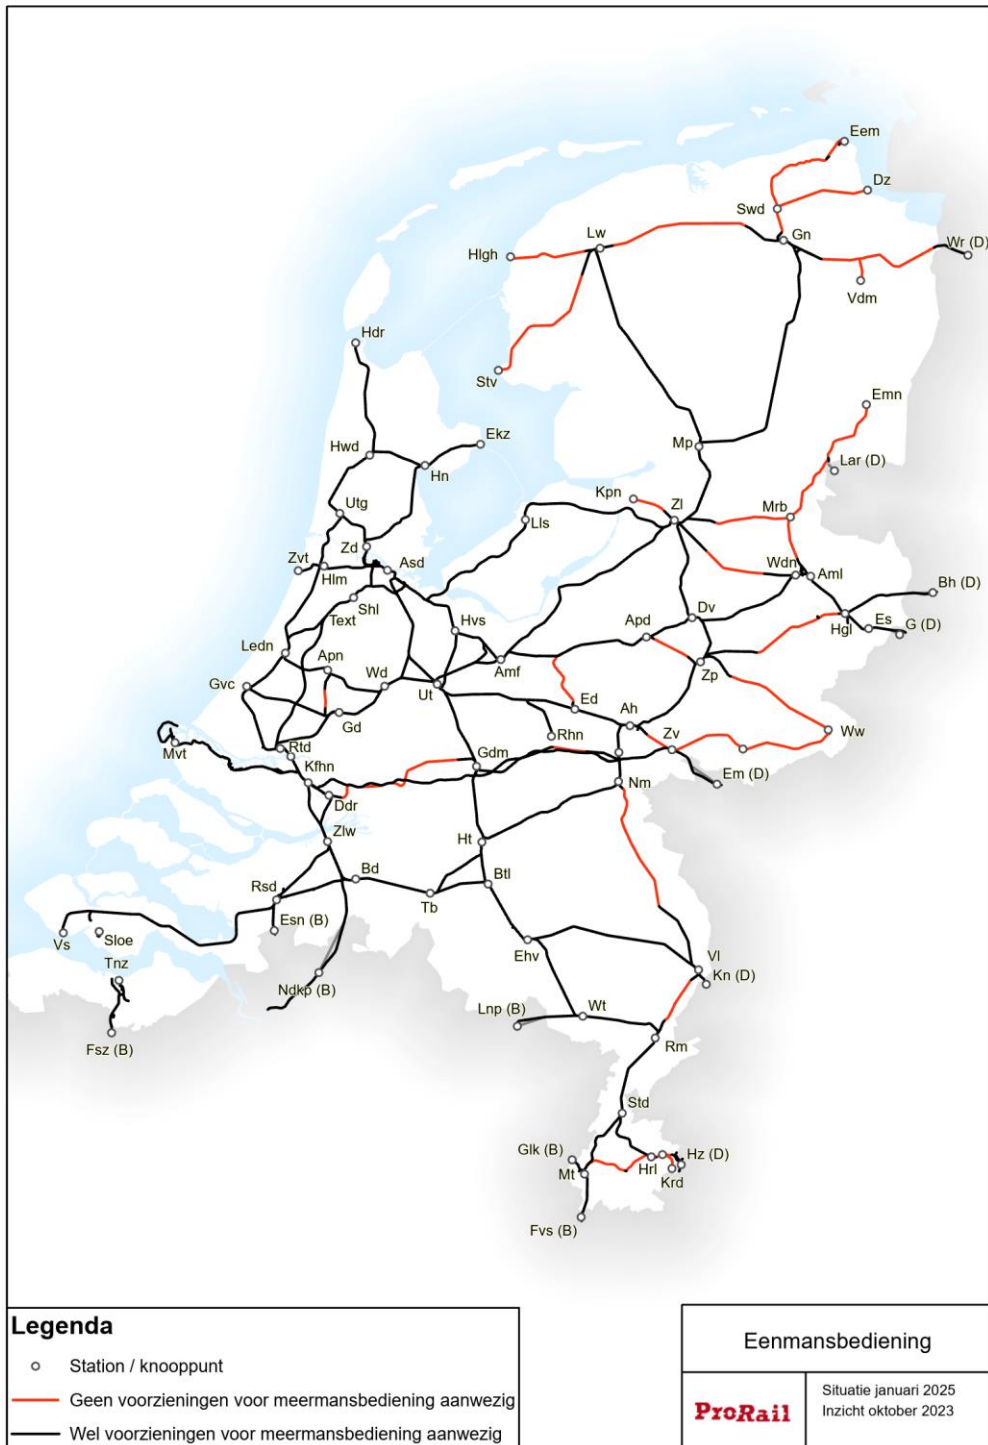 Eem
Dz
Swd
Gn
Lw
Wr (D)
Hlgh
Vdm
Hdr
Stv
Emn
Ekz
Mp
Hwd
Hn
Lar (D)
Kpn
Zl
Mrb
Utg
Lls
Zd
Asd
Zvt
Hlm
Wdn
Aml
Bh (D)
Shl
Text
Hvs
Apd
Dv
Hgl
Es
G (D)
Ledn
Apn
Wd
Amf
Zp
Gvc
Ut
Ed
Ah
Gd
Rhn
Zv
Ww
Mvt
Rtd
Kfhn
Gdm
Em (D)
Nm
Ddr
Zlw
Ht
Bd
Btl
Rsd
Tb
Esn (B)
Vs
Sloe
Ehv
Vl
Tnz
Kn (D)
Ndkp (B)
Lnp (B)
Wt
Fsz (B)
Rm
Std
Glk (B)
Hz (D)
Mt
Hrl
Krd
Fvs (B)
Legenda
Station / knooppunt
Geen voorzieningen voor meermansbediening aanwezig
Wel voorzieningen voor meermansbediening aanwezig
Eenmansbediening
ProRail
Situatie januari 2025
Inzicht oktober 2023